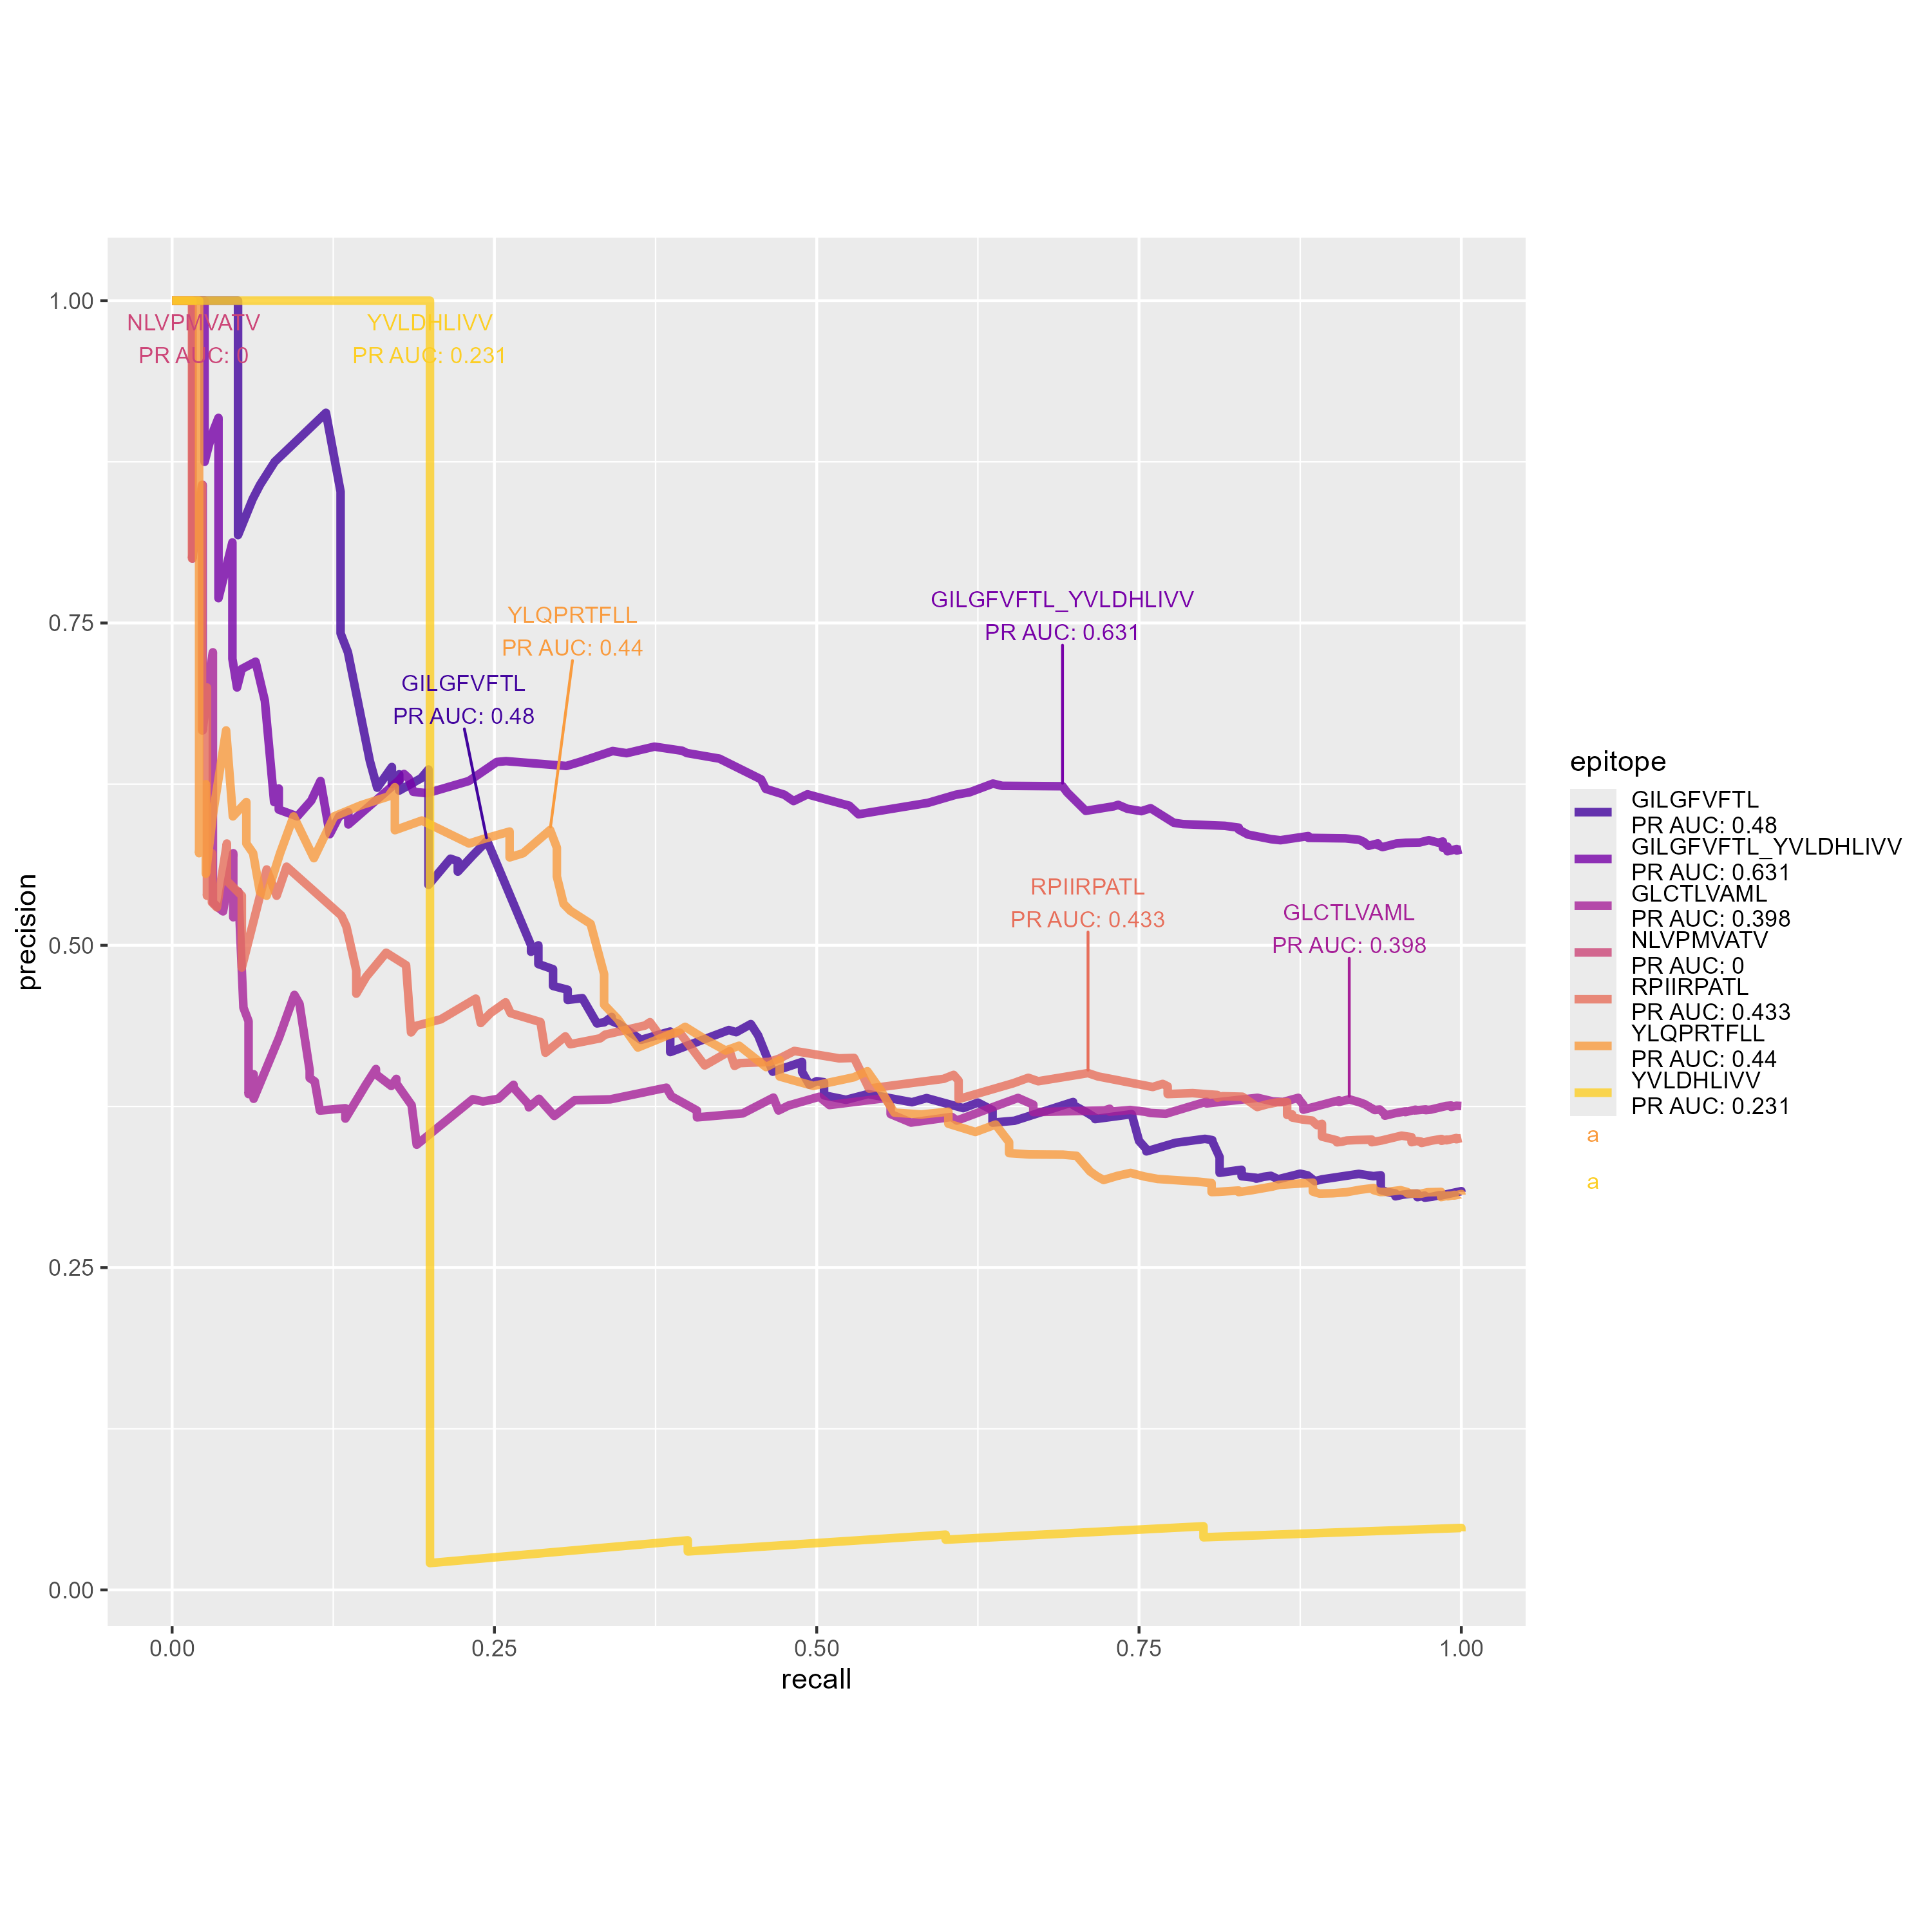 1.00
0.75
0.50
0.25
0.00
precision
NLVPMVATV
PR AUC: 0
YVLDHLIVV
PR AUC: 0.231
YLQPRTFLL
PR AUC: 0.44
GILGFVFTL
PR AUC: 0.48
GILGFVFTL_YVLDHLIVV
PR AUC: 0.631
RPIIRPATL
PR AUC: 0.433
GLCTLVAML
PR AUC: 0.398
0.00
0.25
0.50
0.75
1.00
recall
epitope
GILGFVFTL
PR AUC: 0.48
GILGFVFTL_YVLDHLIVV
PR AUC: 0.631
GLCTLVAML
PR AUC: 0.398
NLVPMVATV
PR AUC: 0
RPIIRPATL
PR AUC: 0.433
YLQPRTFLL
PR AUC: 0.44
YVLDHLIVV
PR AUC: 0.231
a
a